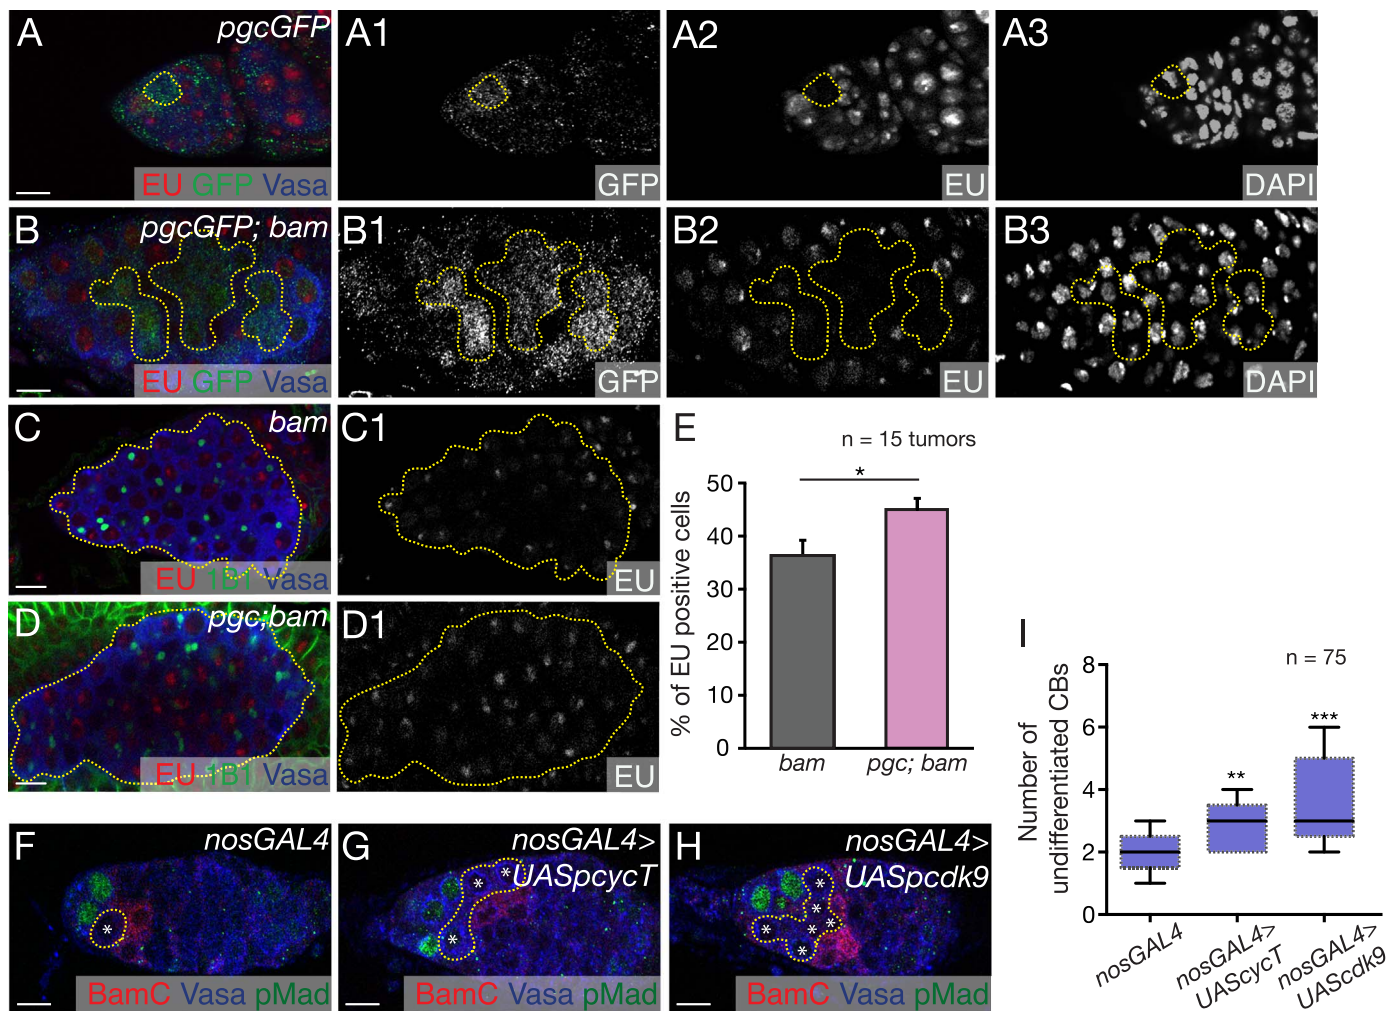 A pgcGFP
EU GFP Vasa
A1
GFP
A2
EU
A3
DAPI
B pgcGFP; bam
EU GFP Vasa
B1
GFP
B2
EU
B3
DAPI
C bam
EU 1B1 Vasa
C1
EU
D pgc;bam
EU 1B1 Vasa
D1
EU
E
n = 15 tumors
*
% of EU positive cells
50
40
30
20
10
0
bam
pgc; bam
F nosGAL4
*
BamC Vasa pMad
G nosGAL4>
UASpcycT
* * *
BamC Vasa pMad
H nosGAL4>
UASpcdk9
* * * * * *
BamC Vasa pMad
I
n = 75
Number of
undifferentiated CBs
8
6
4
2
0
**
***
nosGAL4
nosGAL4>
UAScycT
nosGAL4>
UAScdk9